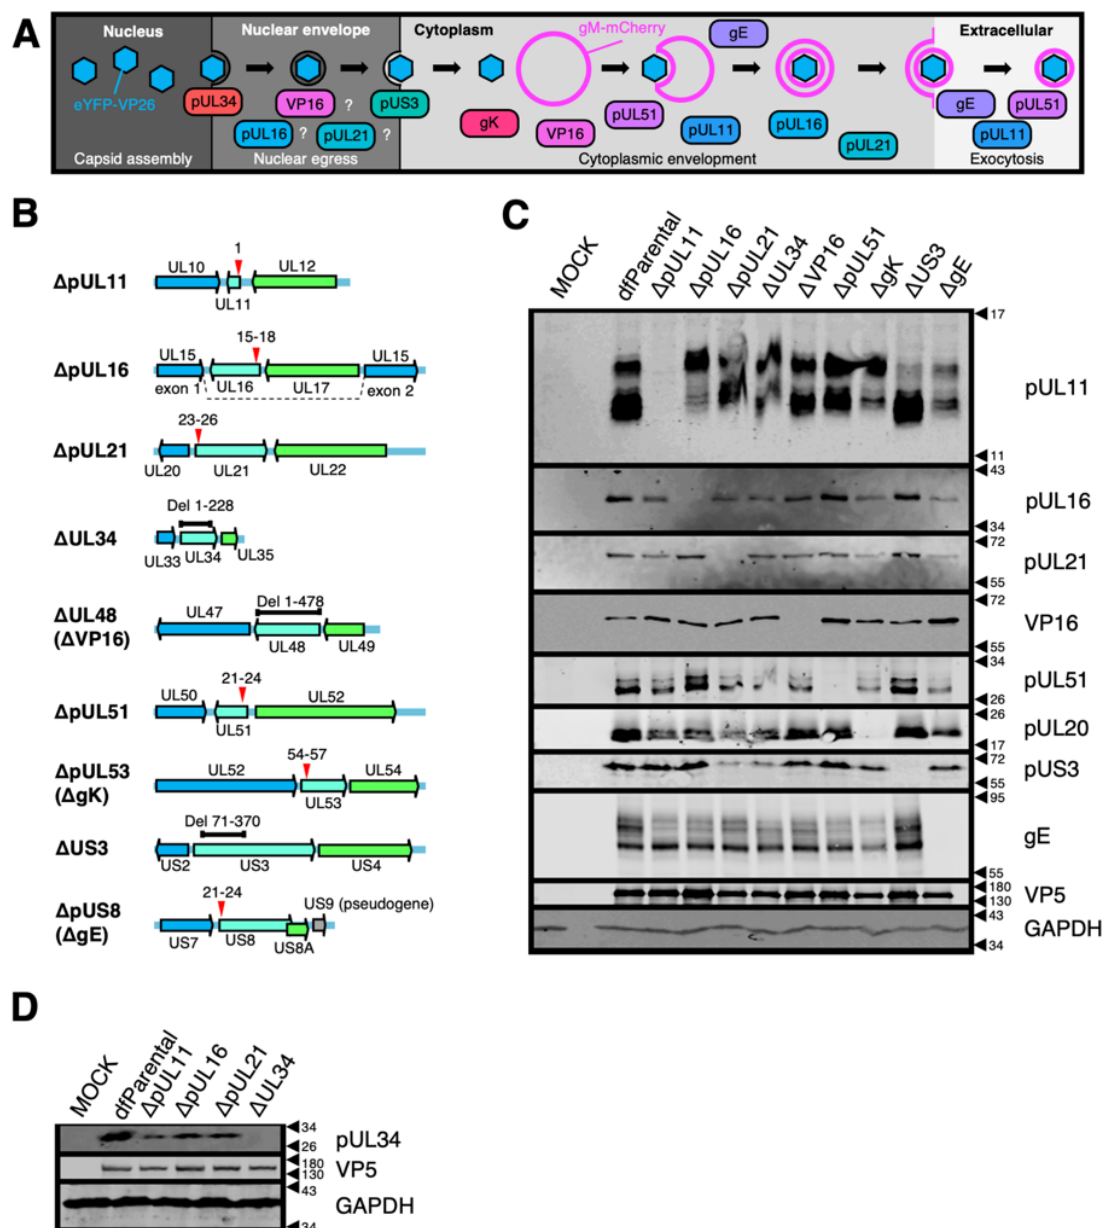 A
Nucleus
Nuclear envelope
Cytoplasm
gM-mCherry
gE
Extracellular
eYFP-VP26
pUL34
VP16 ?
pUS3
gK
VP16
pUL51
pUL11
pUL16
pUL21
gE
pUL51
pUL11
pUL16 ?
pUL21 ?
Capsid assembly
Nuclear egress
Cytoplasmic envelopment
Exocytosis
B
ΔpUL11
1
UL10
UL12
UL11
ΔpUL16
15-18
UL15
UL15
exon 1
UL16
UL17
exon 2
ΔpUL21
23-26
UL20
UL21
UL22
ΔUL34
Del 1-228
UL33
UL34
UL35
ΔUL48
(ΔVP16)
Del 1-478
UL47
UL48
UL49
ΔpUL51
21-24
UL50
UL52
UL51
ΔpUL53
(ΔgK)
54-57
UL52
UL54
UL53
ΔUS3
Del 71-370
US2
US3
US4
ΔpUS8
(ΔgE)
21-24
US9 (pseudogene)
US7
US8
US8A
C
MOCK
dfParental
ΔpUL11
ΔpUL16
ΔpUL21
ΔUL34
ΔVP16
ΔpUL51
ΔgK
ΔUS3
ΔgE
17
pUL11
11
43
pUL16
34
72
pUL21
55
72
VP16
55
34
pUL51
26
26
pUL20
17
72
pUS3
55
95
gE
55
180
VP5
130
43
GAPDH
34
D
MOCK
dfParental
ΔpUL11
ΔpUL16
ΔpUL21
ΔUL34
34
pUL34
26
180
VP5
130
43
GAPDH
34